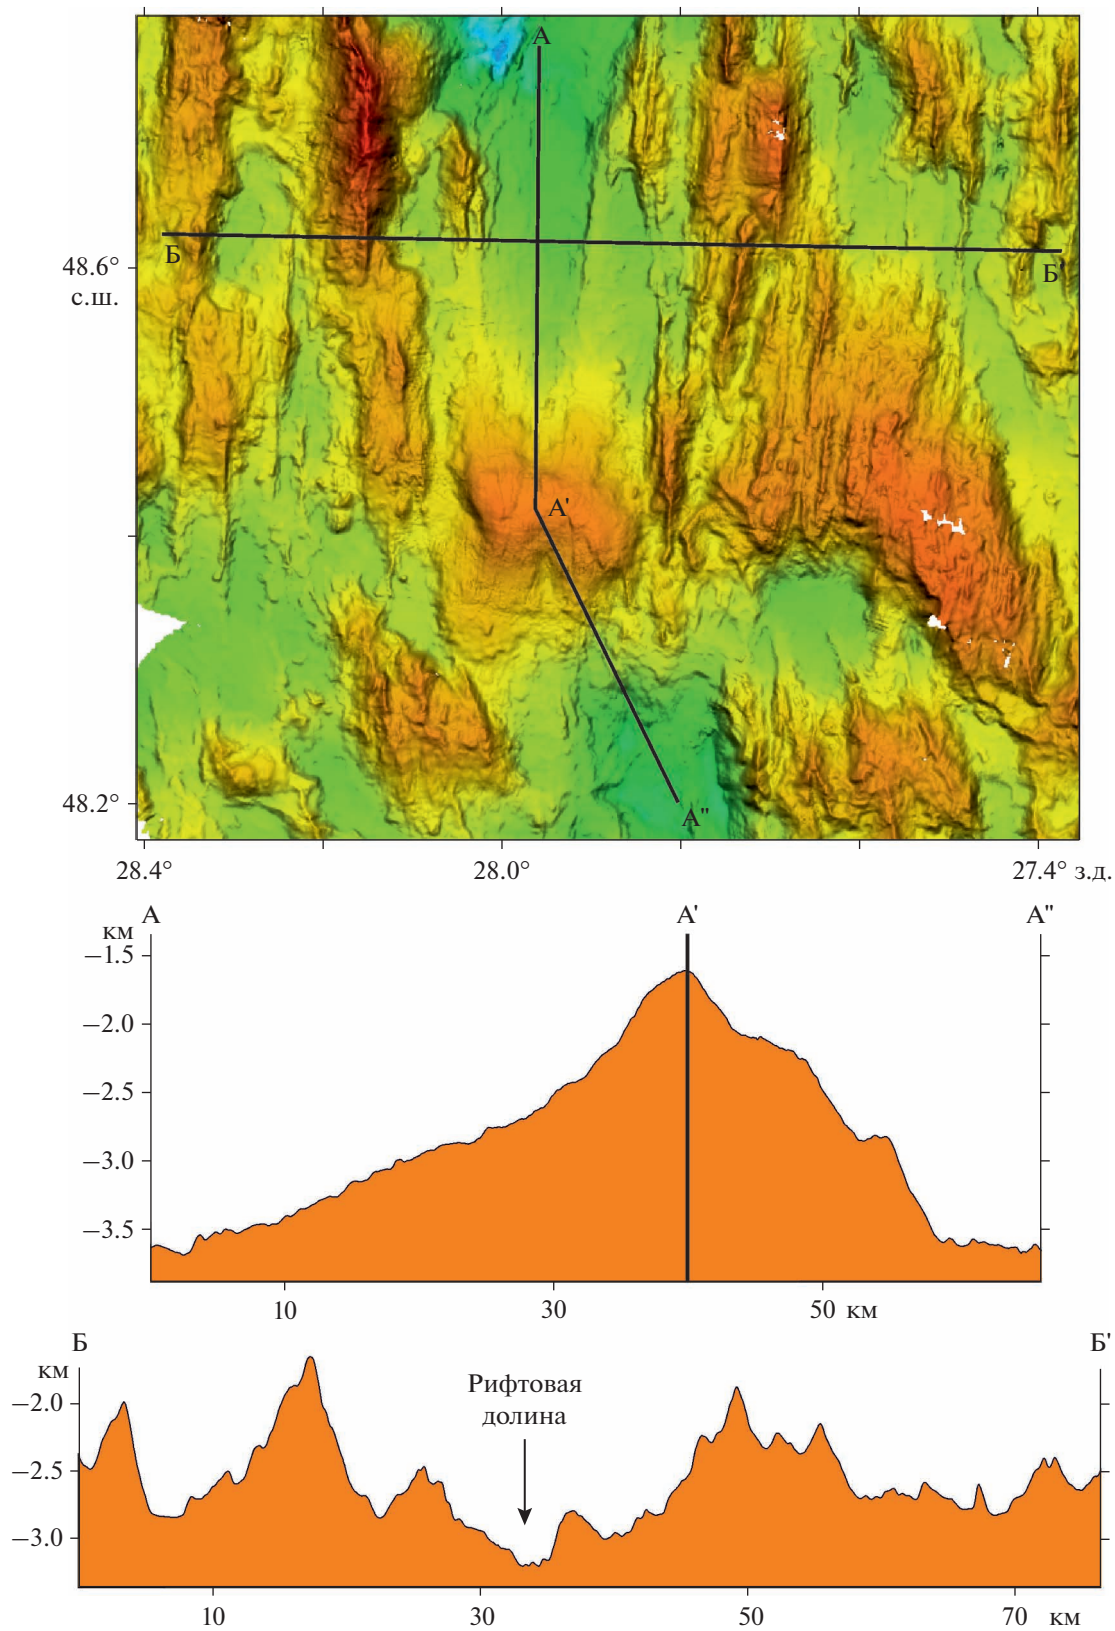 А
Б
Б'
48.6°
с.ш.
А'
48.2°
А"
28.4°
28.0°
27.4° з.д.
А
А'
А"
км
−1.5
−2.0
−2.5
−3.0
−3.5
10
30
50 км
Б
Б'
км
−2.0
−2.5
−3.0
Рифтовая
долина
10
30
50
70
км